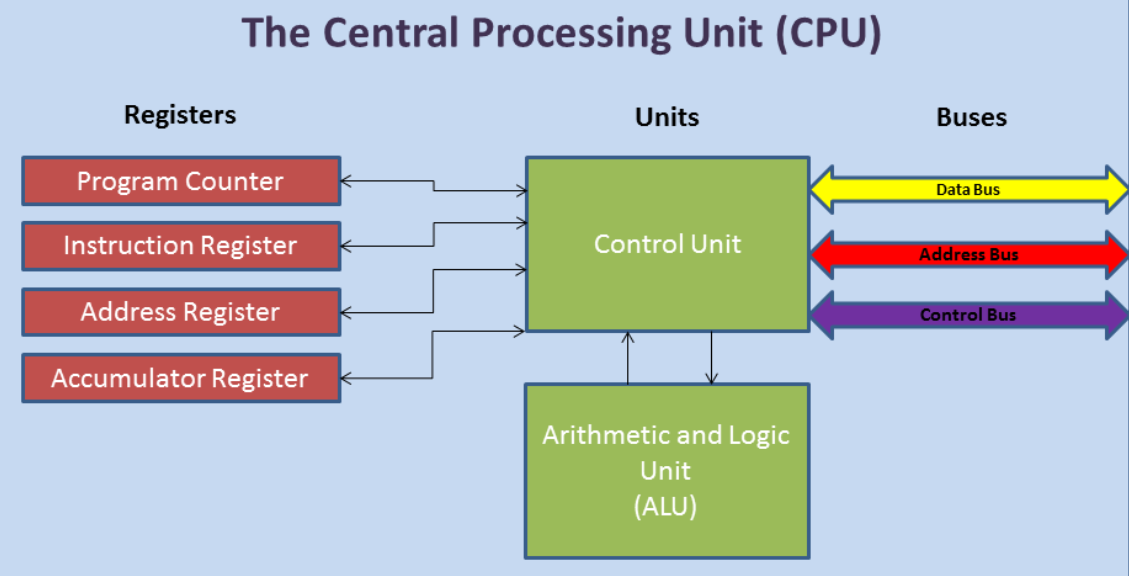 The Central Processing Unit (CPU)
Registers
Units
Buses
Program Counter
Instruction Register
Address Register
Accumulator Register
Control Unit
Arithmetic and Logic
Unit
(ALU)
Data Bus
Address Bus
Control Bus